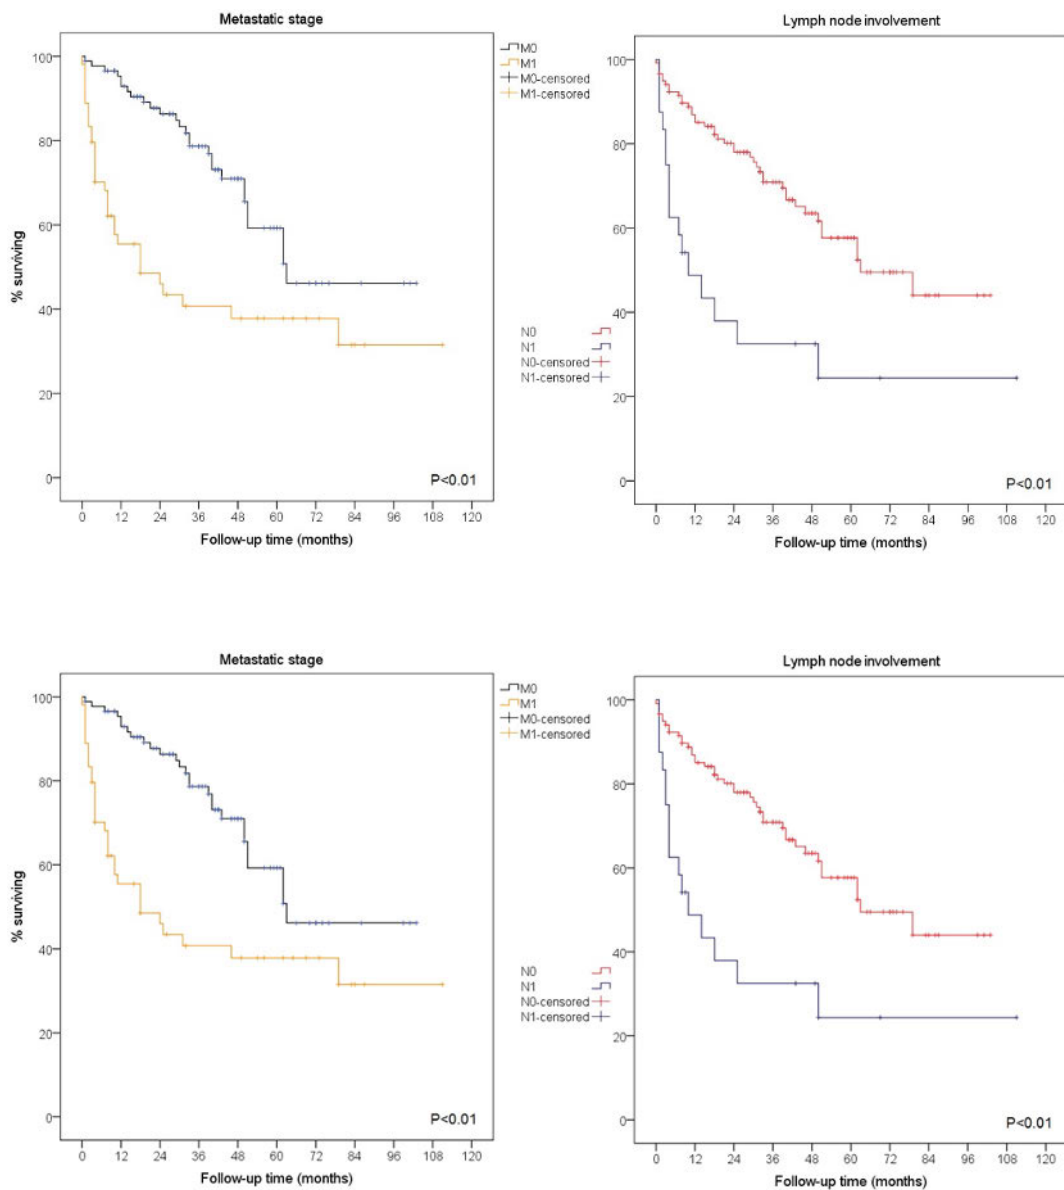 Metastatic stage
M0
M1
M0-censored
M1-censored
100
80
60
40
20
0
% surviving
P<0.01
0 12 24 36 48 60 72 84 96 108 120
Follow-up time (months)
Lymph node involvement
100
80
60
40
20
0
N0
N1
N0-censored
N1-censored
P<0.01
0 12 24 36 48 60 72 84 96 108 120
Follow-up time (months)
Metastatic stage
M0
M1
M0-censored
M1-censored
100
80
60
40
20
0
% surviving
P<0.01
0 12 24 36 48 60 72 84 96 108 120
Follow-up time (months)
Lymph node involvement
100
80
60
40
20
0
N0
N1
N0-censored
N1-censored
P<0.01
0 12 24 36 48 60 72 84 96 108 120
Follow-up time (months)